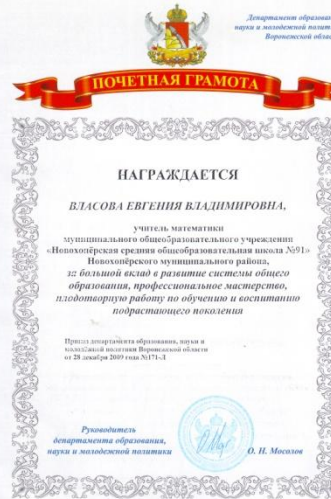 Департамент образования,
науки и молодёжной политики
Воронежской области
ПОЧЕТНАЯ ГРАМОТА
НАГРАЖДАЕТСЯ
ВЛАСОВА ЕВГЕНИЯ ВЛАДИМИРОВНА,
учитель математики
муниципального общеобразовательного учреждения
«Новохопёрская средняя общеобразовательная школа №91»
Новохопёрского муниципального района,
за большой вклад в развитие системы общего
образования, профессиональное мастерство,
плодотворную работу по обучению и воспитанию
подрастающего поколения
Приказ департамента образования, науки и
молодёжной политики Воронежской области
от 28 декабря 2009 года №171-Л
Руководитель
департамента образования,
науки и молодёжной политики
О. Н. Мосолов